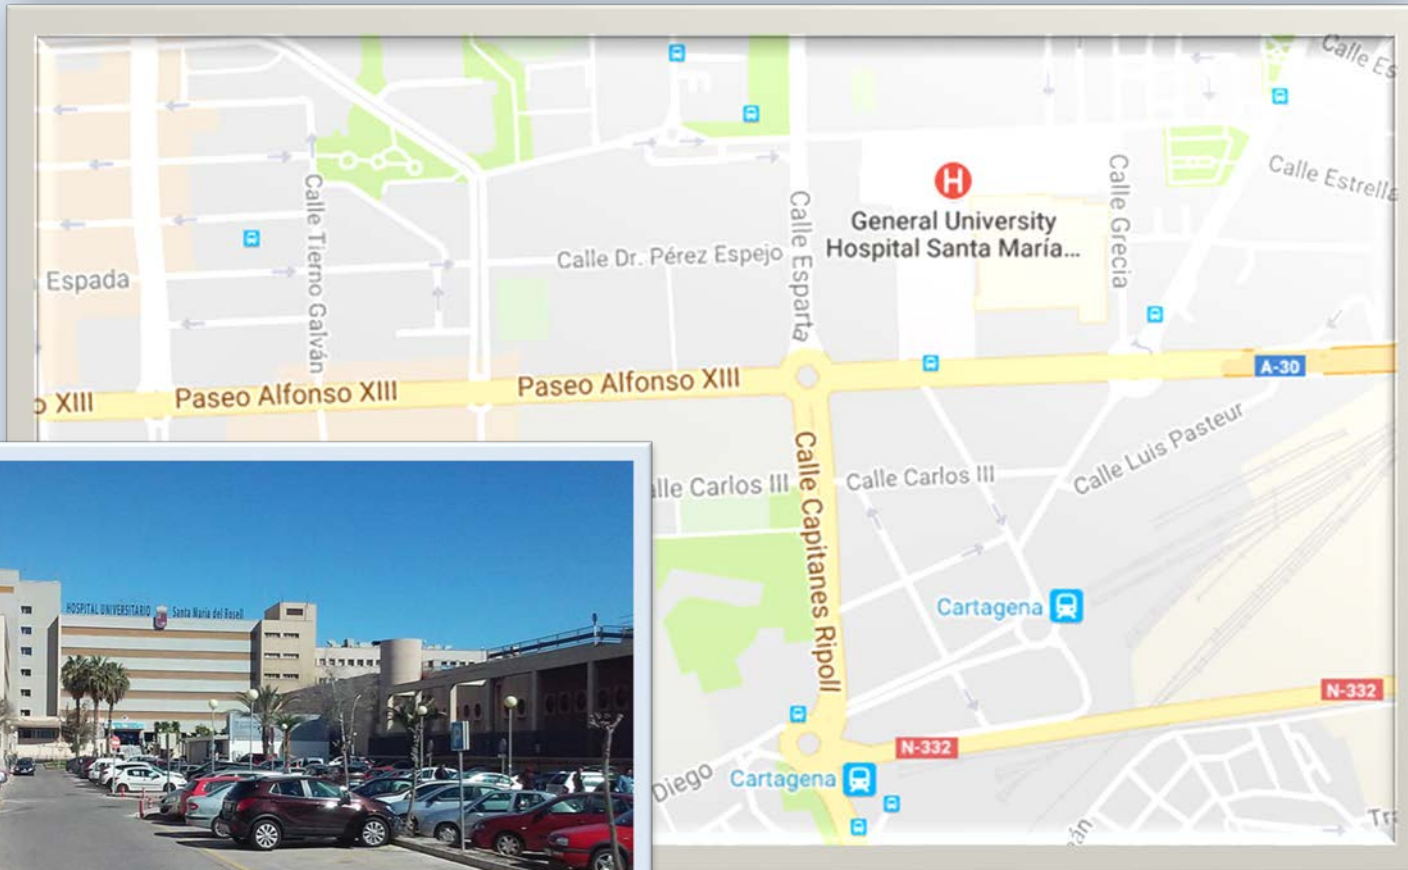 Calle Es
Calle Estrella
Calle Grecia
H
General University
Hospital Santa María...
Calle Esparta
Calle Dr. Pérez Espejo
Calle Tierno Galván
Espada
XIII
Paseo Alfonso XIII
Paseo Alfonso XIII
A-30
Calle Luis Pasteur
alle Carlos III
Calle Carlos III
Calle Capitanes Ripoll
Cartagena
N-332
N-332
Diego
Cartagena
HOSPITAL UNIVERSITARIO Santa María del Rosell